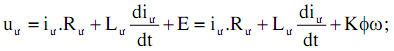 uư = iư.Rư + Lư diư/dt + E = iư.Rư + Lư diư/dt + Kϕω;